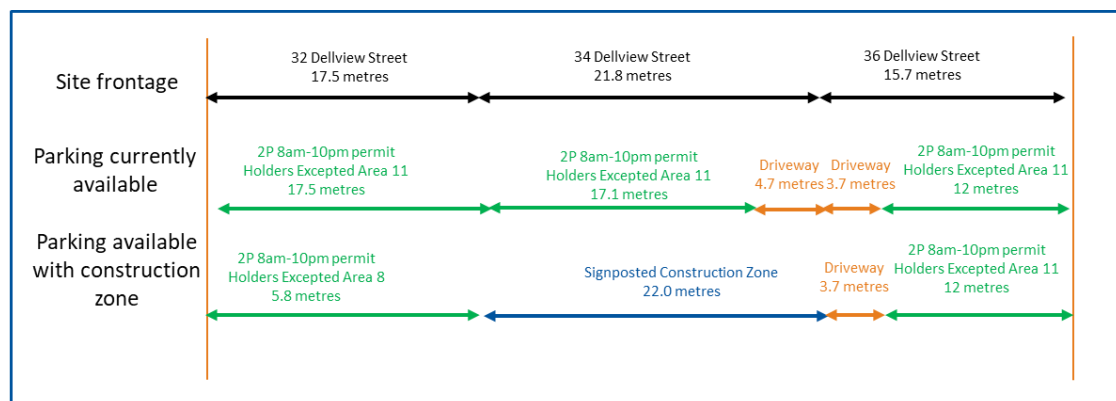 Site frontage
32 Dellview Street
17.5 metres
34 Dellview Street
21.8 metres
36 Dellview Street
15.7 metres
Parking currently
available
2P 8am-10pm permit
Holders Excepted Area 11
17.5 metres
2P 8am-10pm permit
Holders Excepted Area 11
17.1 metres
Driveway
4.7 metres
Driveway
3.7 metres
2P 8am-10pm permit
Holders Excepted Area 11
12 metres
Parking available
with construction
zone
2P 8am-10pm permit
Holders Excepted Area 8
5.8 metres
Signposted Construction Zone
22.0 metres
Driveway
3.7 metres
2P 8am-10pm permit
Holders Excepted Area 11
12 metres